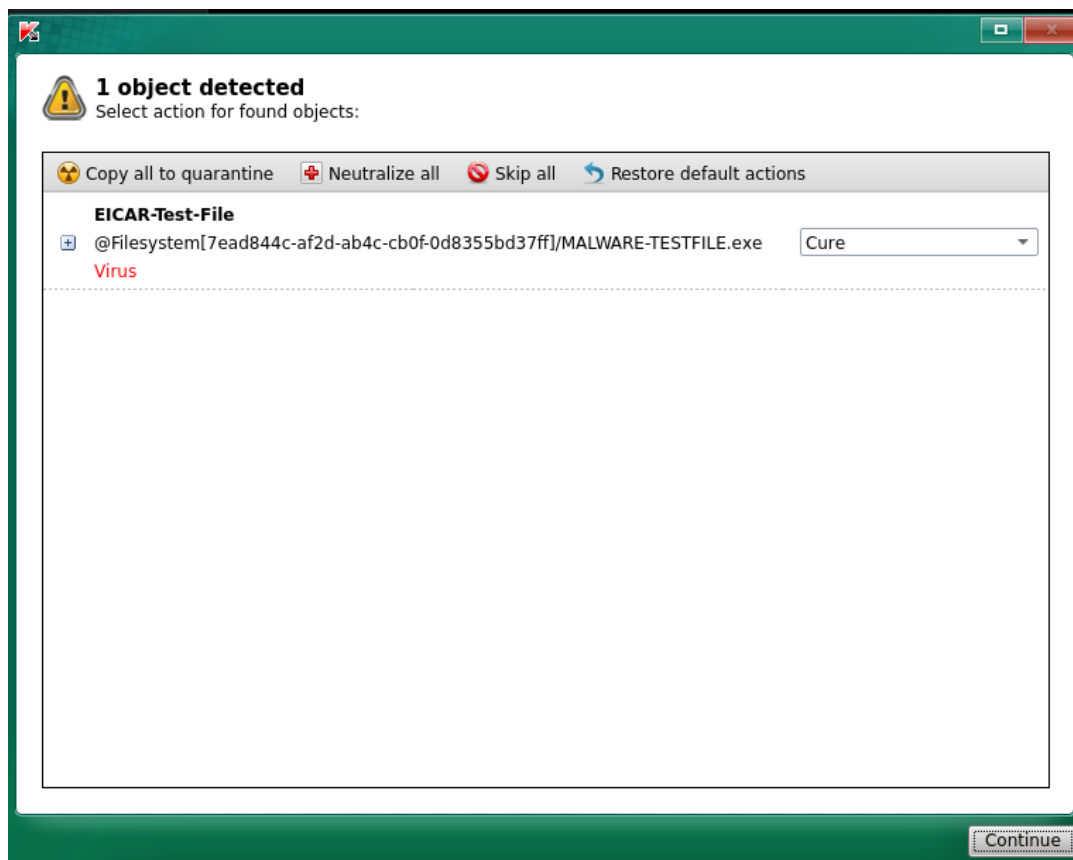 1 object detected
Select action for found objects:
Copy all to quarantine Neutralize all Skip all Restore default actions
EICAR-Test-File
@Filesystem[7ead844c-af2d-ab4c-cb0f-0d8355bd37ff]/MALWARE-TESTFILE.exe Cure
Virus
Continue